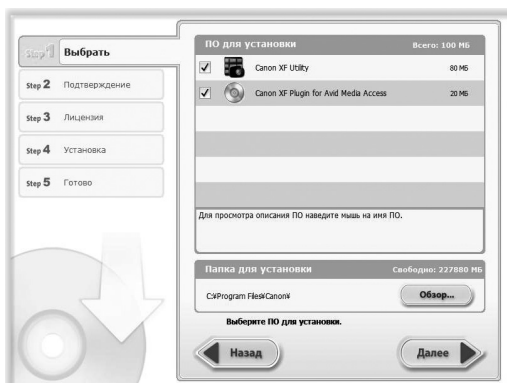 Step 1 Выбрать
Step 2 Подтверждение
Step 3 Лицензия
Step 4 Установка
Step 5 Готово
ПО для установки Всего: 100 МБ
Canon XF Utility 80 МБ
Canon XF Plugin for Avid Media Access 20 МБ
Для просмотра описания ПО наведите мышь на имя ПО.
Папка для установки Свободно: 227880 МБ
C:¥Program Files¥Canon¥ Обзор...
Выберите ПО для установки.
Назад Далее